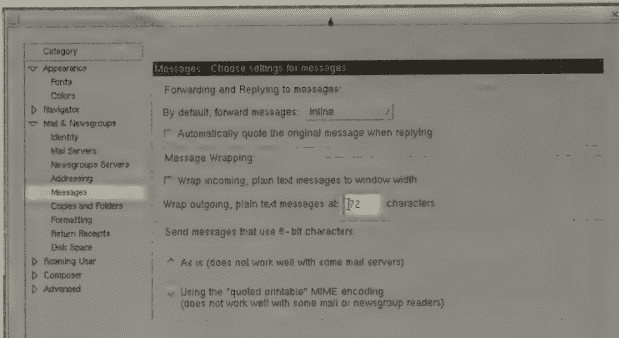 Category
Appearance
Fonts
Colors
Navigator
Mail & Newsgroups
Identity
Mail Servers
Newsgroups Servers
Addressing
Messages
Copies and Folders
Formatting
Return Receipts
Disk Space
Roaming User
Composer
Advanced
Messages Choose settings for messages
Forwarding and Replying to messages:
By default, forward messages: Inline
Automatically quote the original message when replying
Message Wrapping:
Wrap incoming, plain text messages to window width
Wrap outgoing, plain text messages at: 72 characters
Send messages that use 8-bit characters:
As is (does not work well with some mail servers)
Using the "quoted printable" MIME encoding
(does not work well with some mail or newsgroup readers)